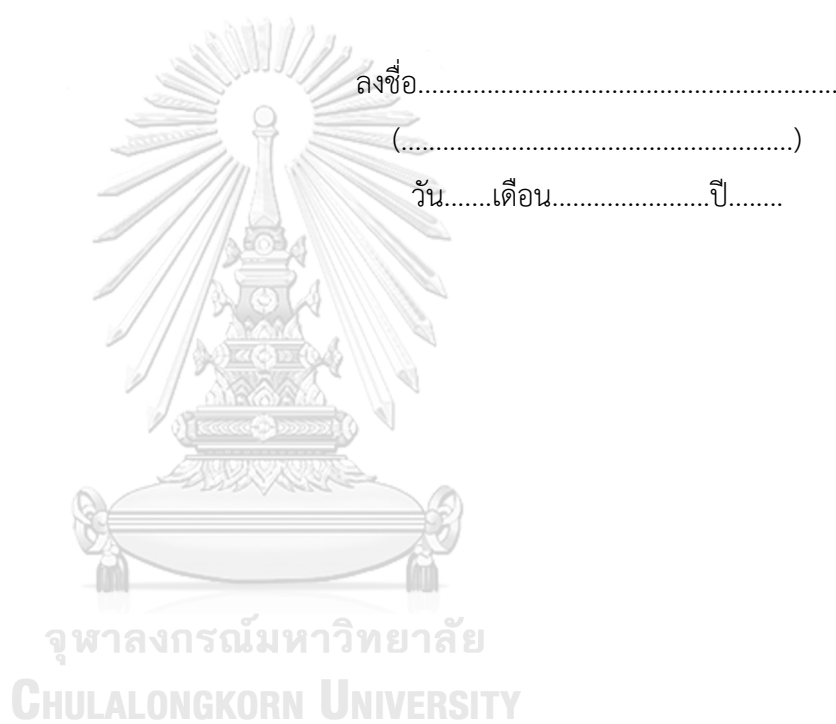 ลงชื่อ.............................................................
(.........................................................)
วัน.......เดือน.......................ปี........
จุฬาลงกรณ์มหาวิทยาลัย
CHULALONGKORN UNIVERSITY